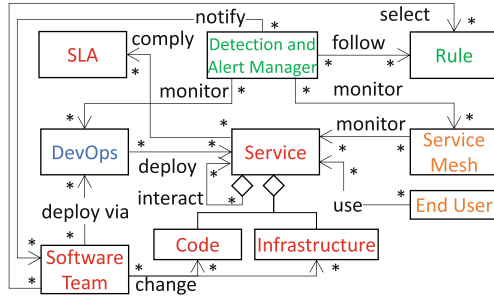 notify
*
select
*
SLA
comply
Detection and
Alert Manager
follow
Rule
*
*
*
*
*
monitor
monitor
*
*
*
DevOps
*
deploy
*
*
Service
*
monitor
*
Service
Mesh
*
interact
*
*
use
*
End User
deploy via
*
*
Code
Infrastructure
*
Software
Team
*
change
*
*
*